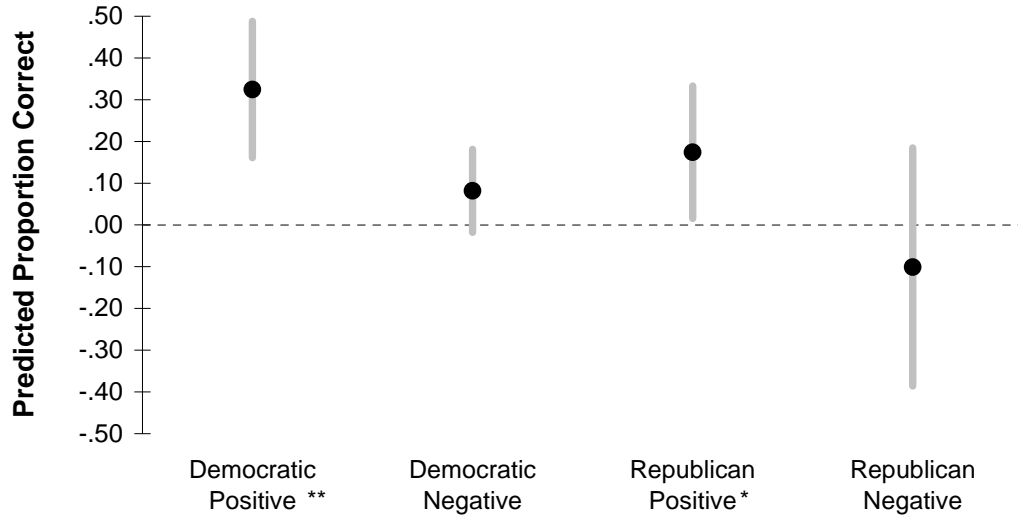 Predicted Proportion Correct
.50
.40
.30
.20
.10
.00
-.10
-.20
-.30
-.40
-.50
Democratic
Positive **
Democratic
Negative
Republican
Positive *
Republican
Negative